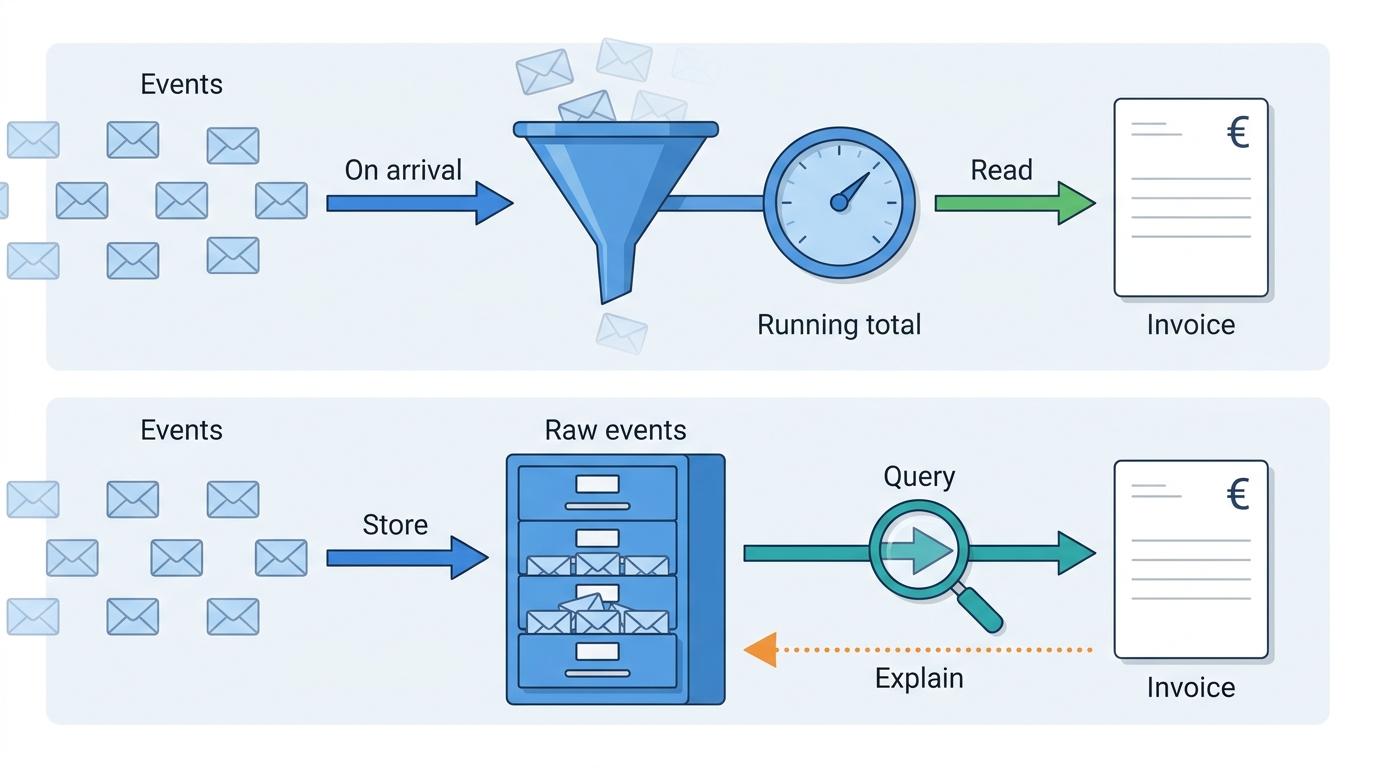 Events
On arrival
Read
€
Running total
Invoice
Events
Raw events
Store
Query
€
Explain
Invoice